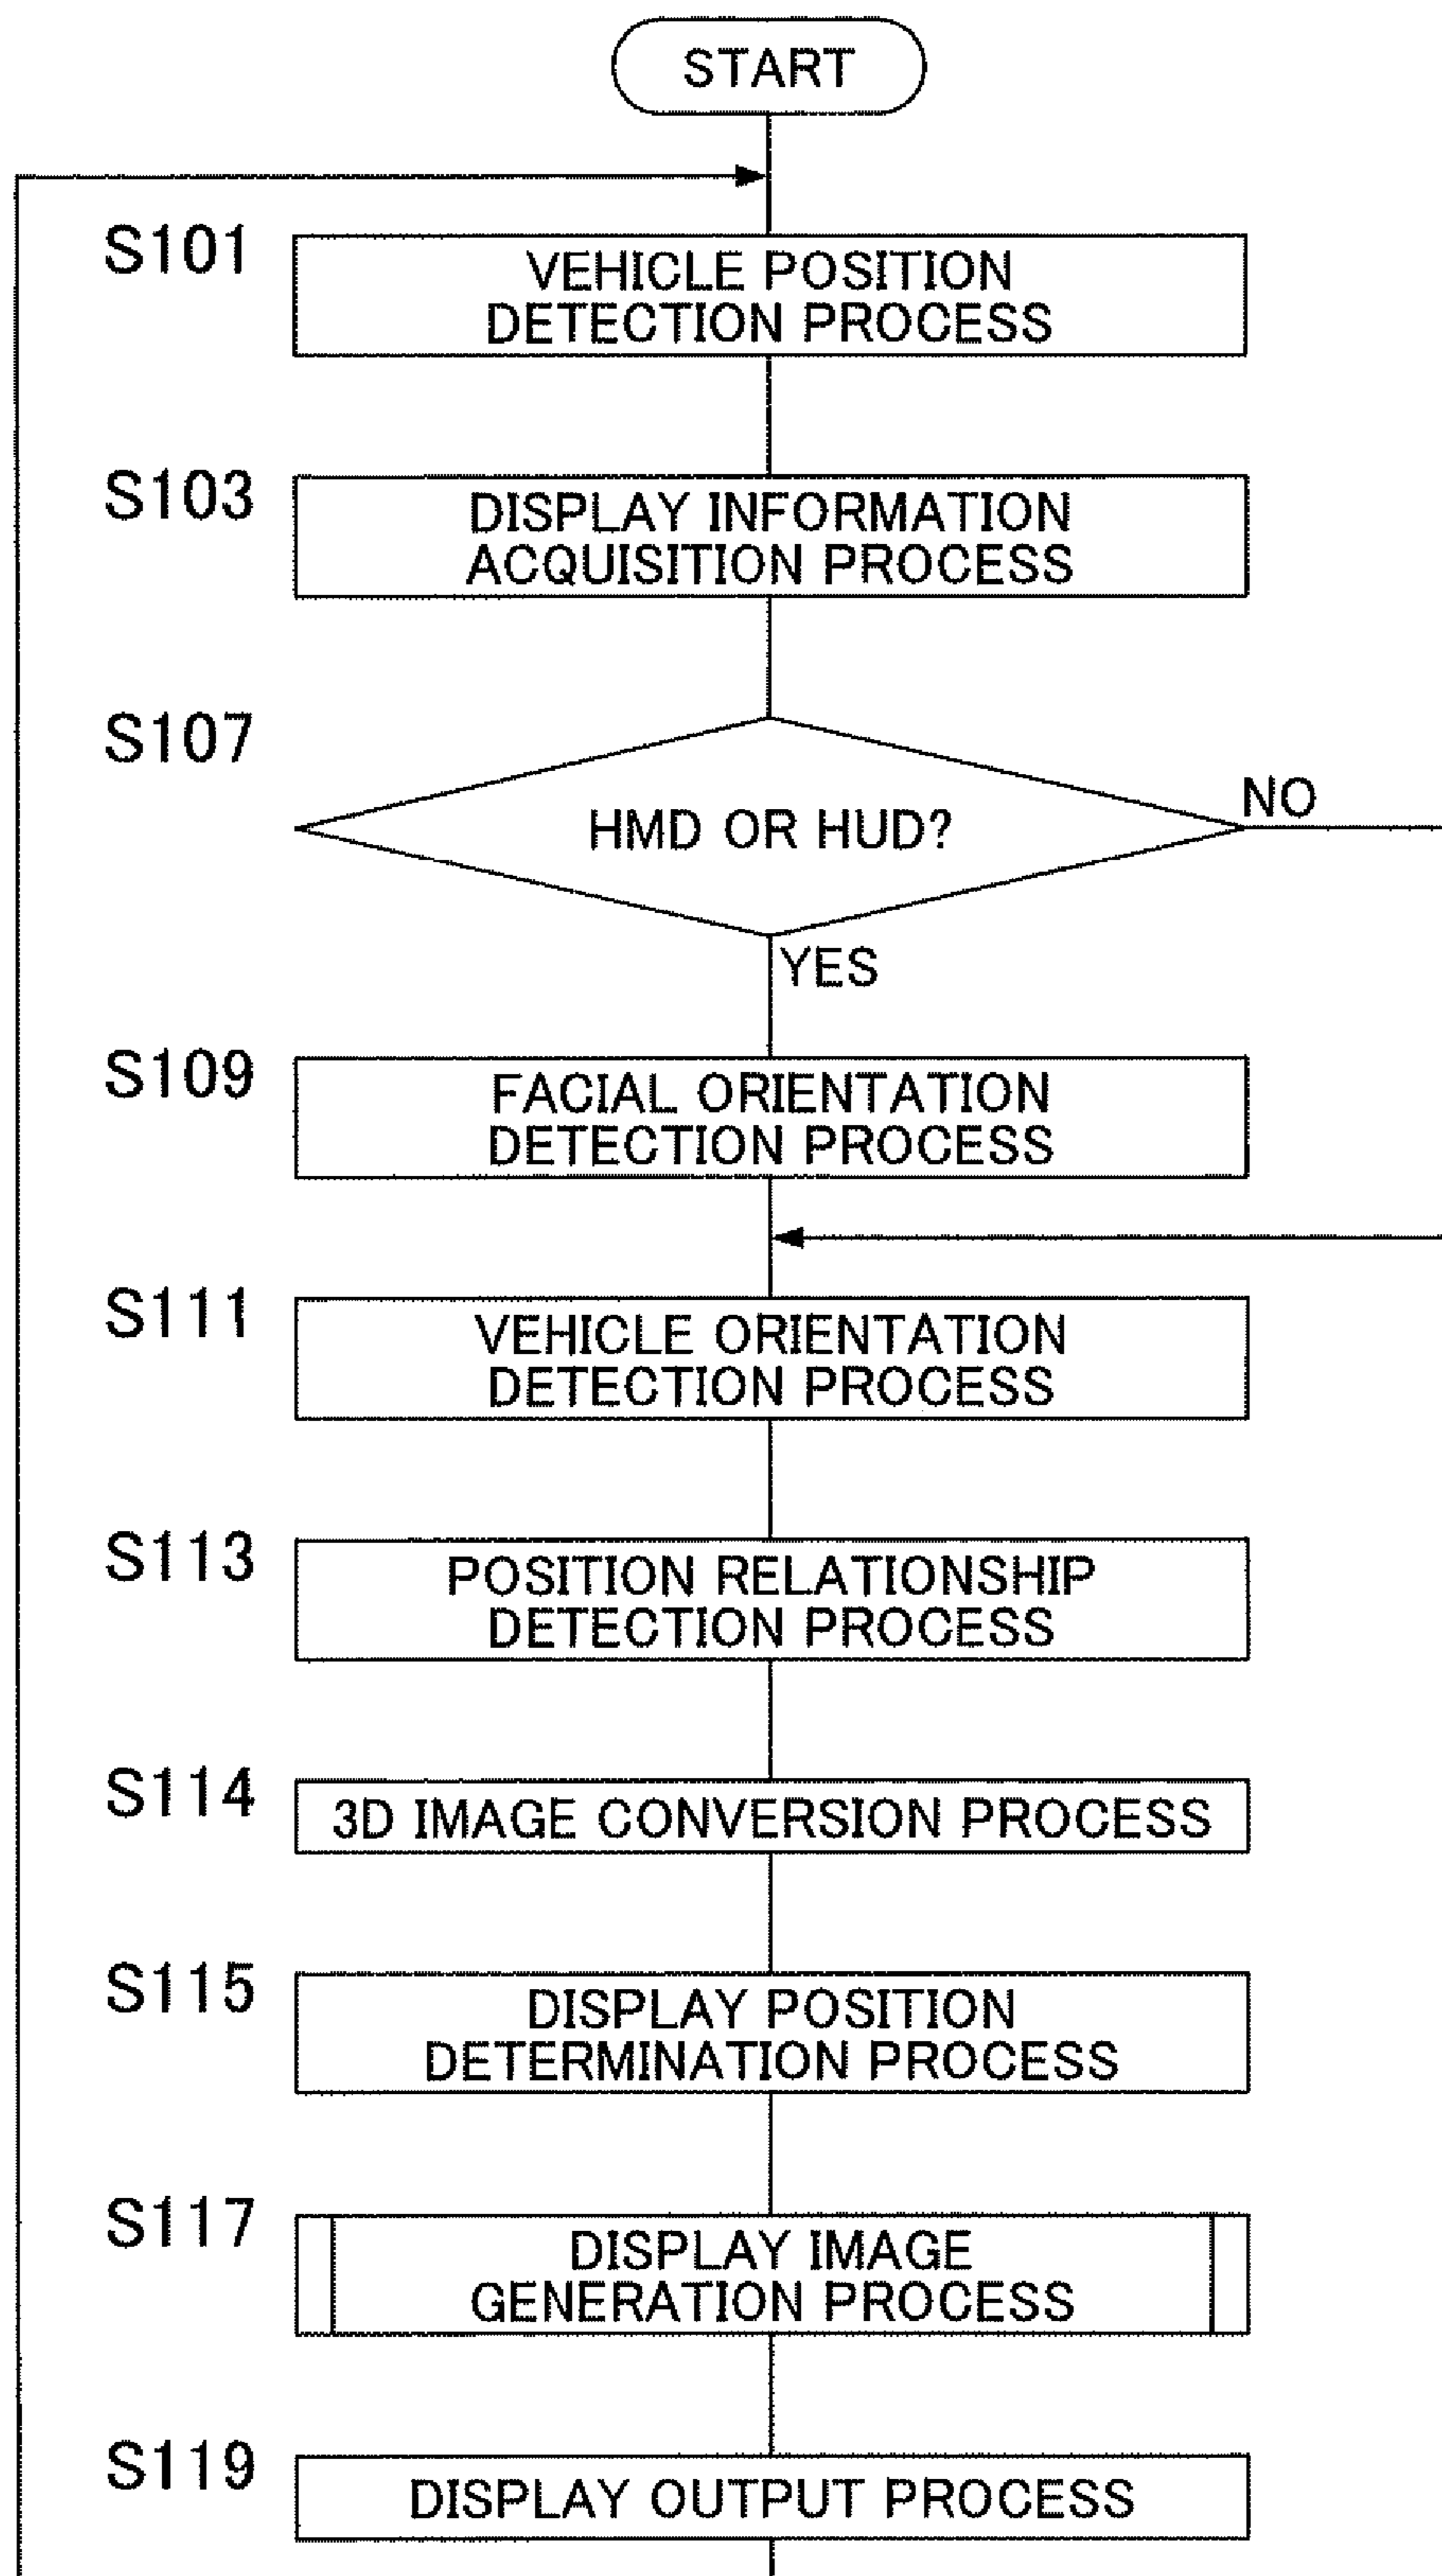 START
S101
VEHICLE POSITION
DETECTION PROCESS
S103
DISPLAY INFORMATION
ACQUISITION PROCESS
S107
HMD OR HUD?
NO
YES
S109
FACIAL ORIENTATION
DETECTION PROCESS
S111
VEHICLE ORIENTATION
DETECTION PROCESS
S113
POSITION RELATIONSHIP
DETECTION PROCESS
S114
3D IMAGE CONVERSION PROCESS
S115
DISPLAY POSITION
DETERMINATION PROCESS
S117
DISPLAY IMAGE
GENERATION PROCESS
S119
DISPLAY OUTPUT PROCESS